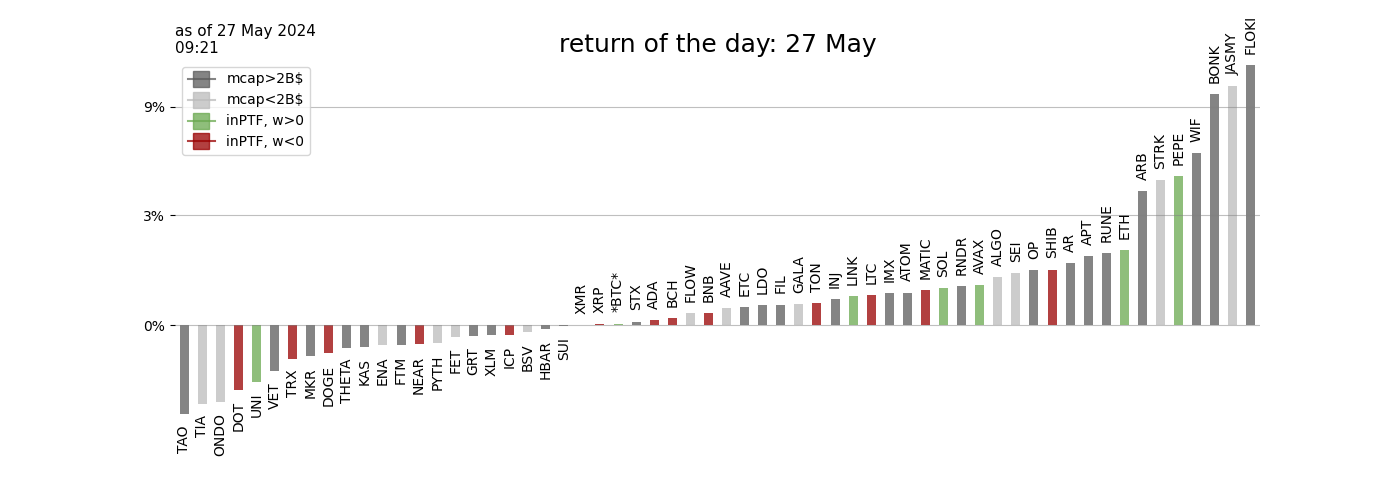 as of 27 May 2024
09:21
return of the day: 27 May
mcap>2B$
mcap<2B$
inPTF, w>0
inPTF, w<0
9%
3%
0%
TAO
TIA
ONDO
DOT
UNI
VET
TRX
MKR
DOGE
THETA
KAS
ENA
FTM
NEAR
PYTH
FET
GRT
XLM
ICP
BSV
HBAR
SUI
XMR
XRP
*BTC*
STX
ADA
BCH
FLOW
BNB
AAVE
ETC
LDO
FIL
GALA
TON
INJ
LINK
LTC
IMX
ATOM
MATIC
SOL
RNDR
AVAX
ALGO
SEI
OP
SHIB
AR
APT
RUNE
ETH
ARB
STRK
PEPE
WIF
BONK
JASMY
FLOKI